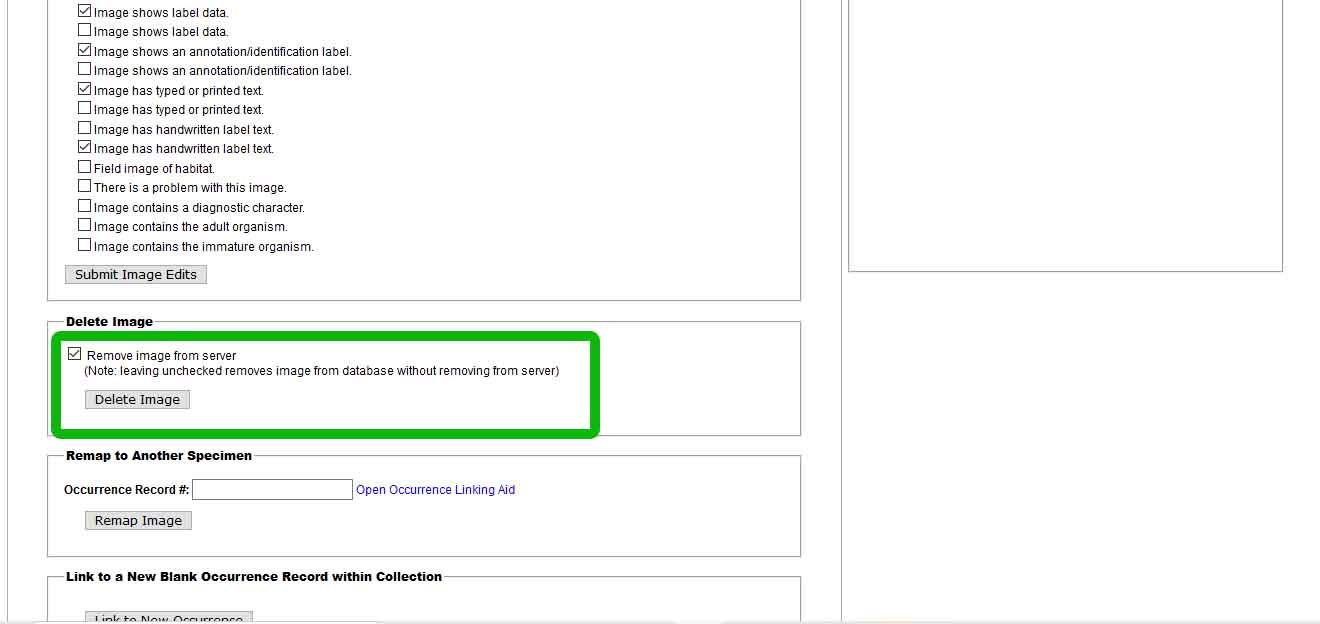 Image shows label data.
Image shows label data.
Image shows an annotation/identification label.
Image shows an annotation/identification label.
Image has typed or printed text.
Image has typed or printed text.
Image has handwritten label text.
Image has handwritten label text.
Field image of habitat.
There is a problem with this image.
Image contains a diagnostic character.
Image contains the adult organism.
Image contains the immature organism.
Submit Image Edits
Delete Image
Remove image from server
(Note: leaving unchecked removes image from database without removing from server)
Delete Image
Remap to Another Specimen
Occurrence Record #: Open Occurrence Linking Aid
Remap Image
Link to a New Blank Occurrence Record within Collection
Link to New Occurrence